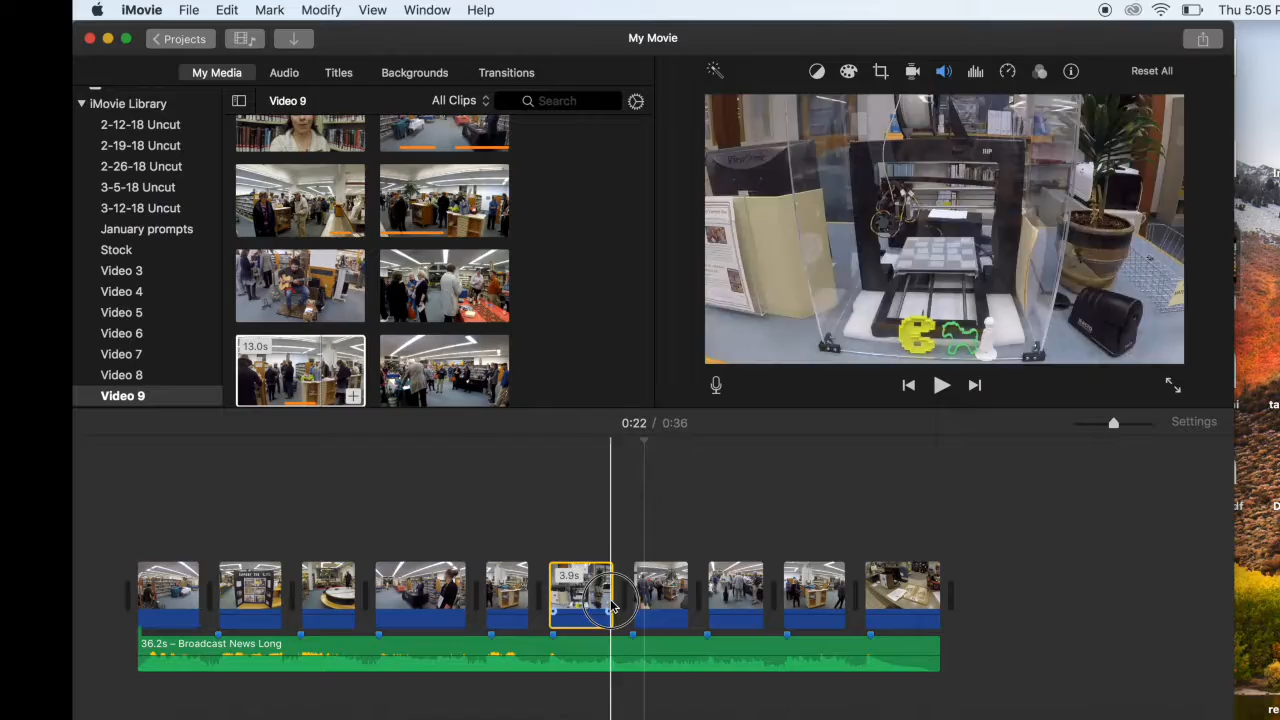 iMovie File Edit Mark Modify View Window Help Thu 5:05 P
Projects My Movie
My Media Audio Titles Backgrounds Transitions Reset All
iMovie Library Video 9 All Clips Search
2-12-18 Uncut
2-19-18 Uncut
2-26-18 Uncut
3-5-18 Uncut
3-12-18 Uncut
January prompts
Stock
Video 3
Video 4
Video 5
Video 6
Video 7
Video 8
Video 9
13.0s
ViewSonic
0:22 / 0:36 Settings
3.9s
36.2s – Broadcast News Long